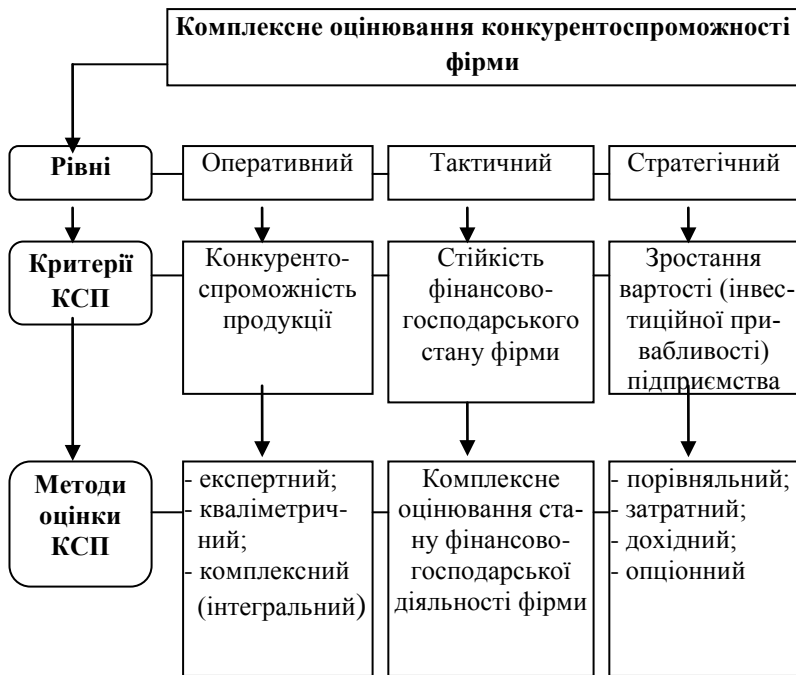 Комплексне оцінювання конкурентоспроможності
фірми
Рівні
Оперативний
Тактичний
Стратегічний
Критерії
КСП
Конкуренто-
спроможність
продукції
Стійкість
фінансово-
господарського
стану фірми
Зростання
вартості (інвес-
тиційної при-
вабливості)
підприємства
Методи
оцінки
КСП
- експертний;
- кваліметрич-
ний;
- комплексний
(інтегральний)
Комплексне
оцінювання ста-
ну фінансово-
господарської
діяльності фірми
- порівняльний;
- затратний;
- дохідний;
- опціонний